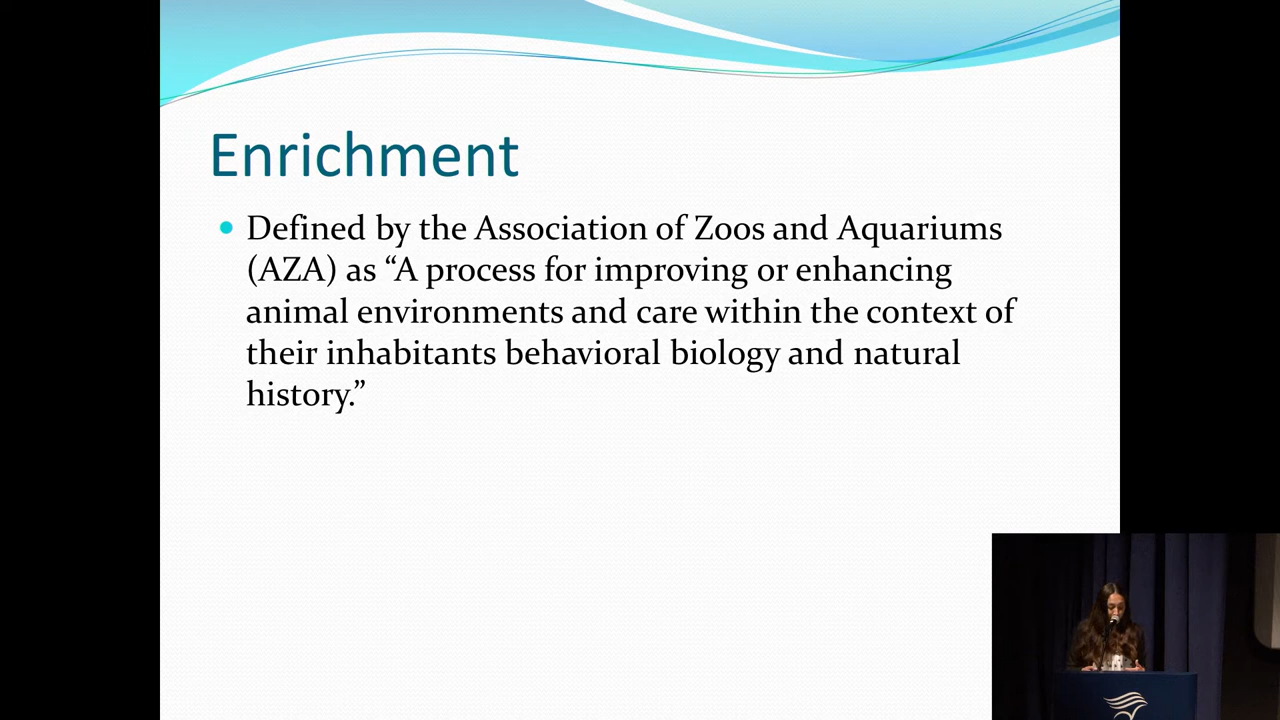 Enrichment
Defined by the Association of Zoos and Aquariums
(AZA) as “A process for improving or enhancing
animal environments and care within the context of
their inhabitants behavioral biology and natural
history.”